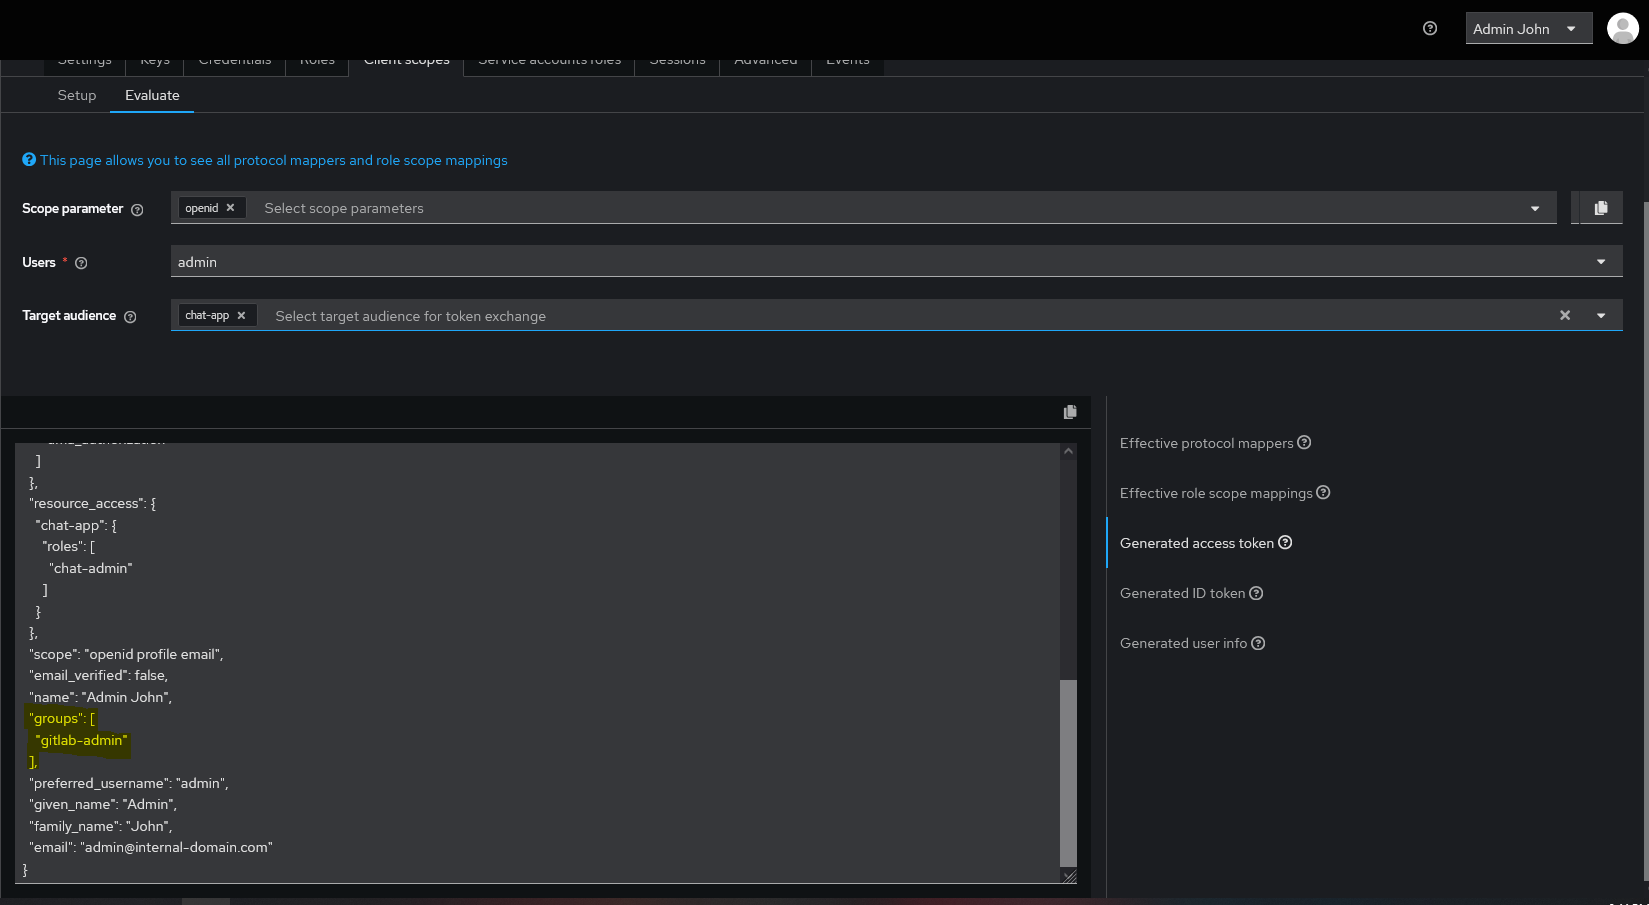 Admin John
Settings
Keys
Credentials
Roles
Client scopes
Service accounts roles
Sessions
Advanced
Events
Setup
Evaluate
This page allows you to see all protocol mappers and role scope mappings
Scope parameter
openid
Select scope parameters
Users *
admin
Target audience
chat-app
Select target audience for token exchange
]
},
"resource_access": {
"chat-app": {
"roles": [
"chat-admin"
]
}
},
"scope": "openid profile email",
"email_verified": false,
"name": "Admin John",
"groups": [
"gitlab-admin"
],
"preferred_username": "admin",
"given_name": "Admin",
"family_name": "John",
"email": "admin@internal-domain.com"
}
Effective protocol mappers
Effective role scope mappings
Generated access token
Generated ID token
Generated user info